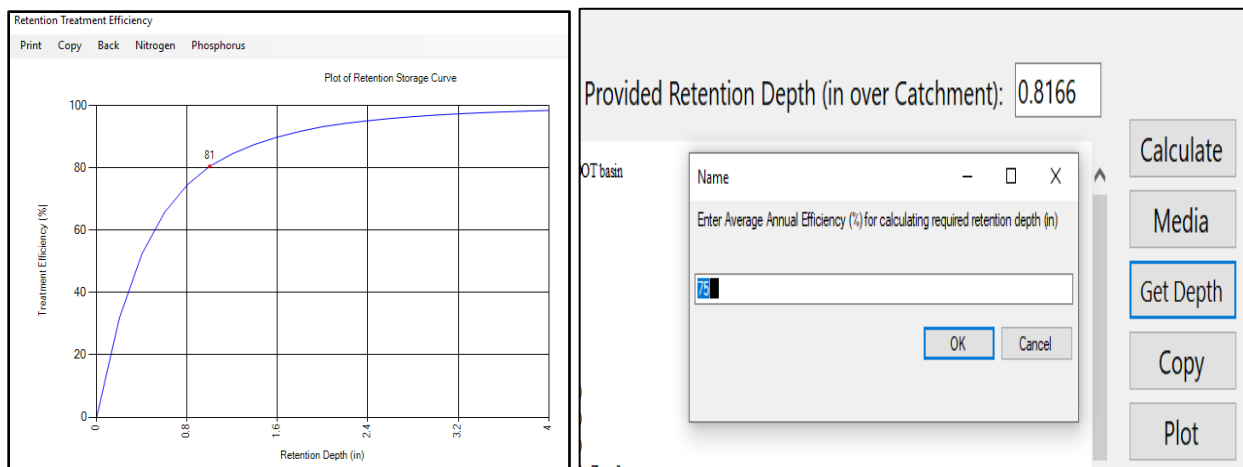 Retention Treatment Efficiency
Print Copy Back Nitrogen Phosphorus
Plot of Retention Storage Curve
100
80
60
40
20
0
81
Treatment Efficiency (%)
0 0.8 1.6 2.4 3.2 4
Retention Depth (in)
Provided Retention Depth (in over Catchment): 0.8166
OT basin
Name
Enter Average Annual Efficiency (%) for calculating required retention depth (in)
75
OK Cancel
Calculate
Media
Get Depth
Copy
Plot